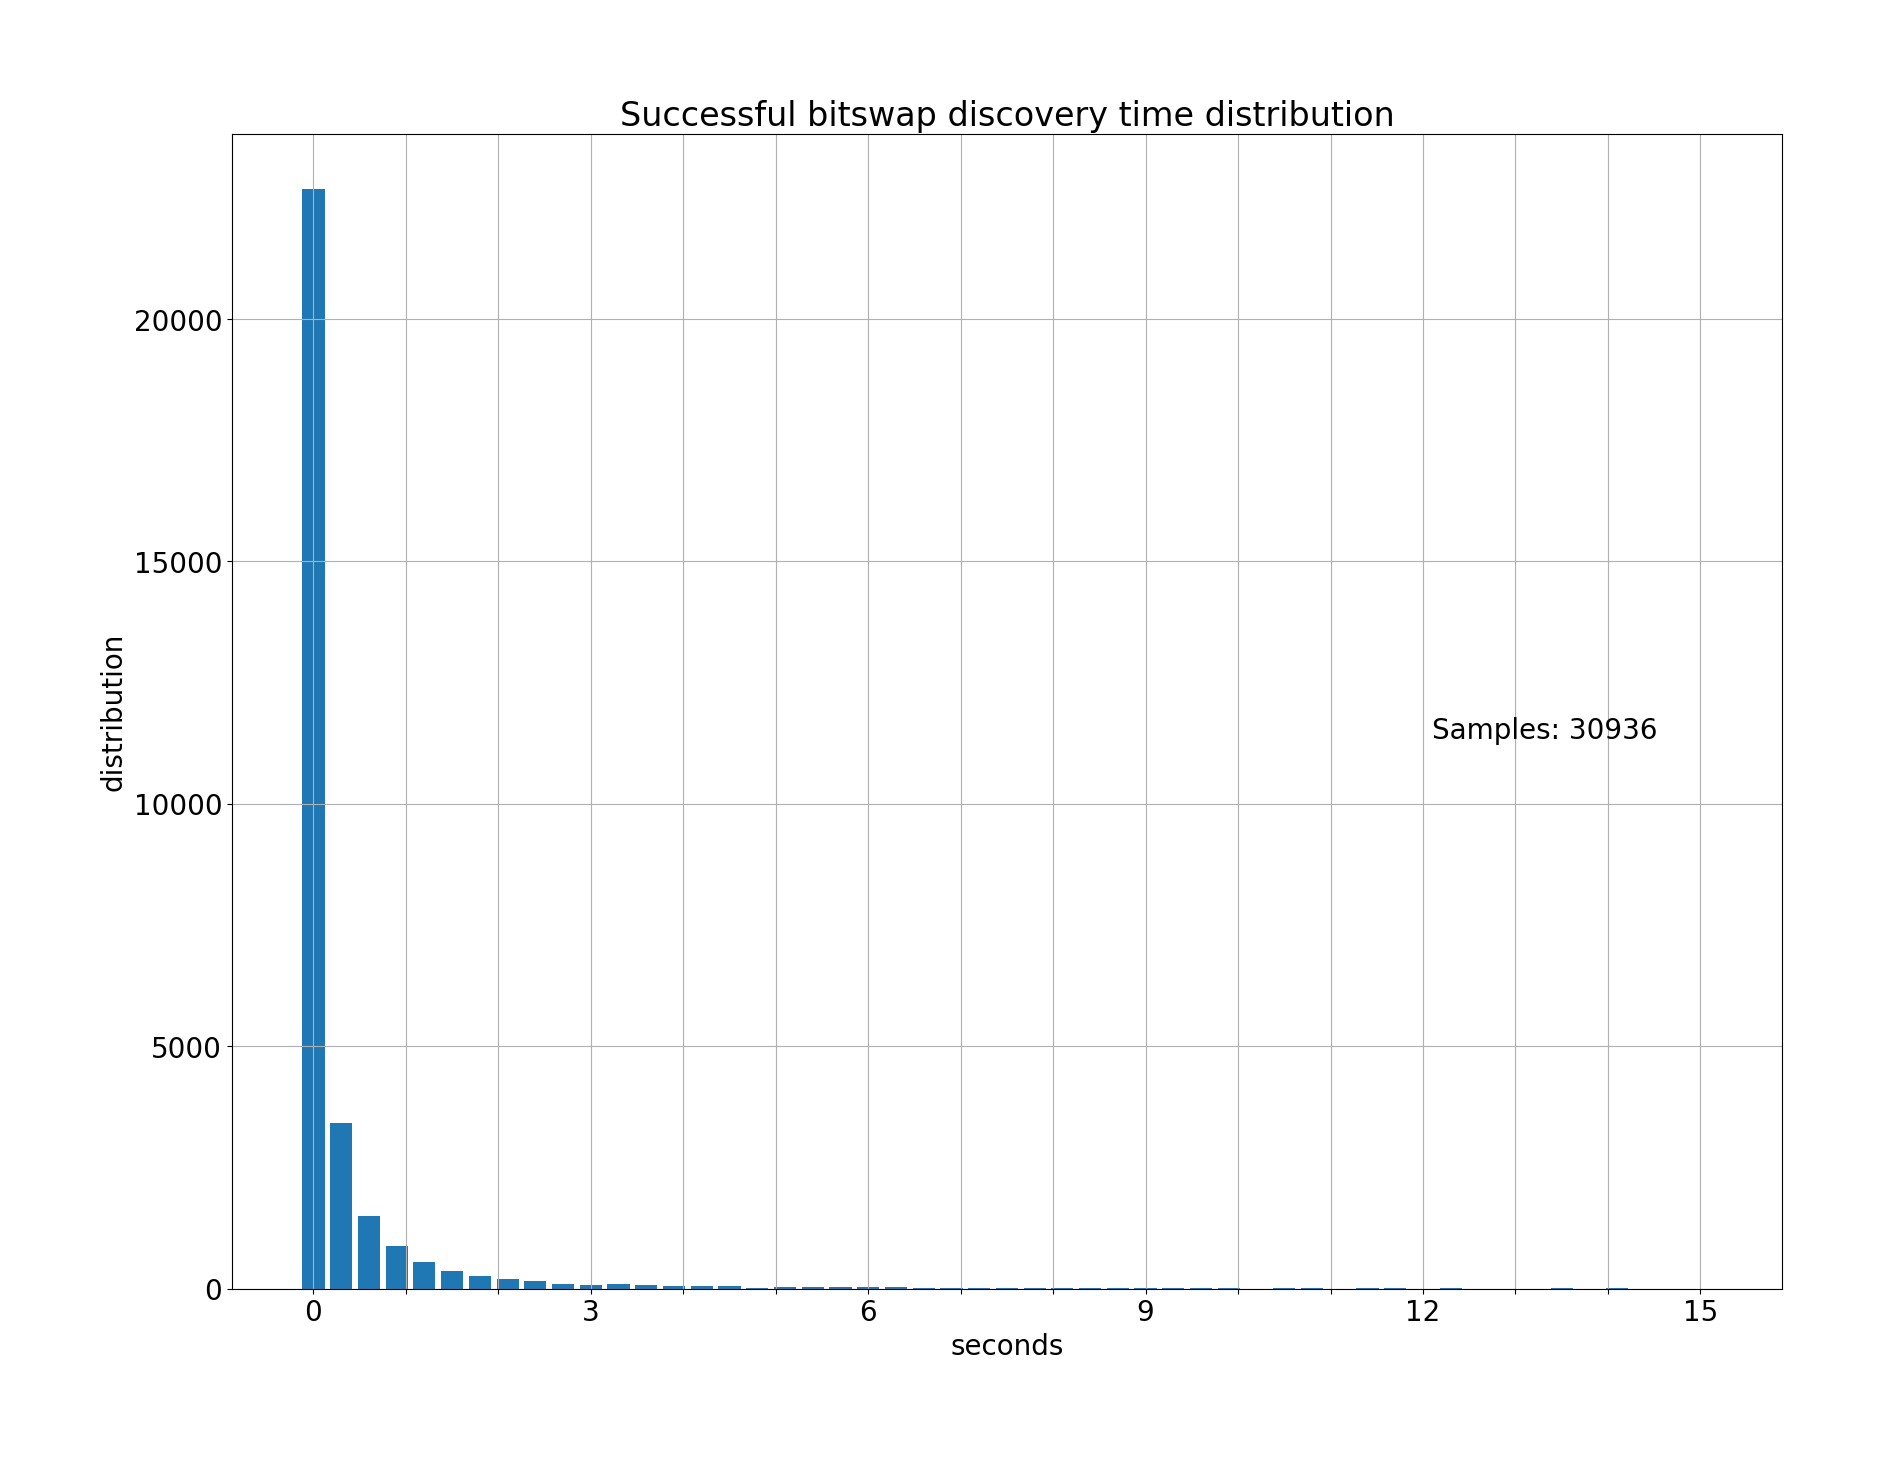 Successful bitswap discovery time distribution
20000
15000
10000
5000
0
distribution
Samples: 30936
0 3 6 9 12 15
seconds